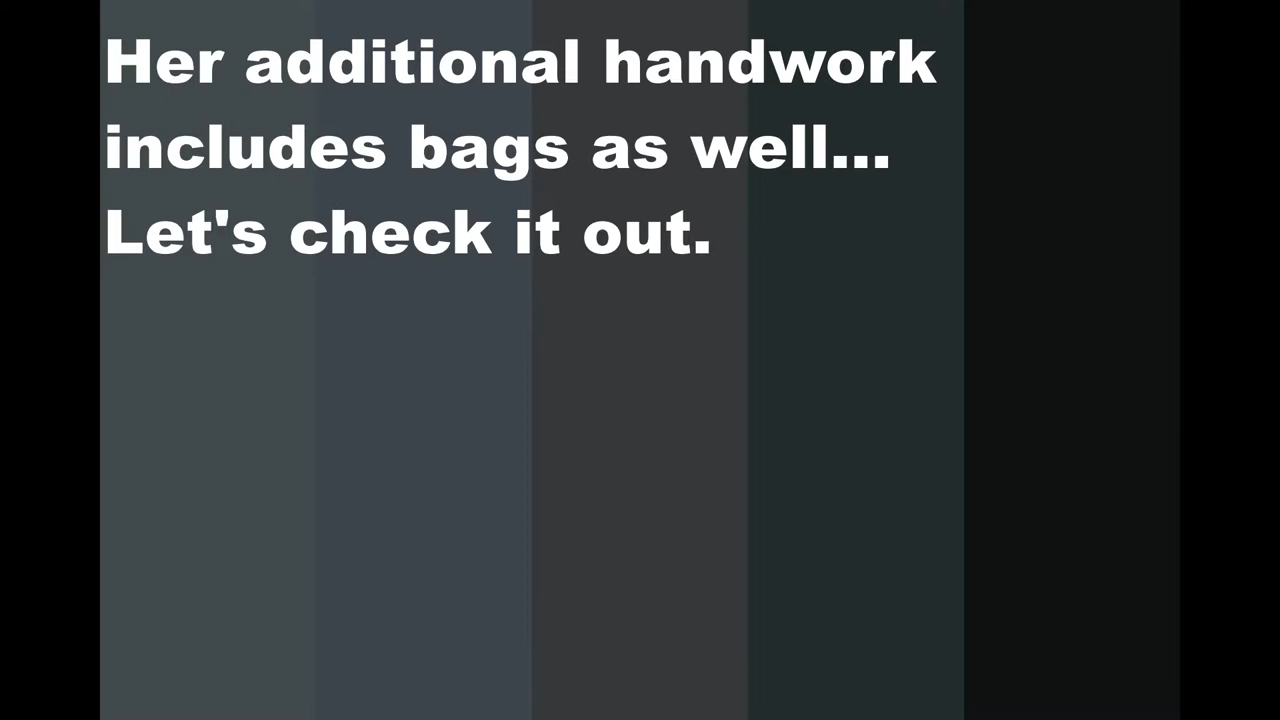 Her additional handwork
includes bags as well...
Let's check it out.